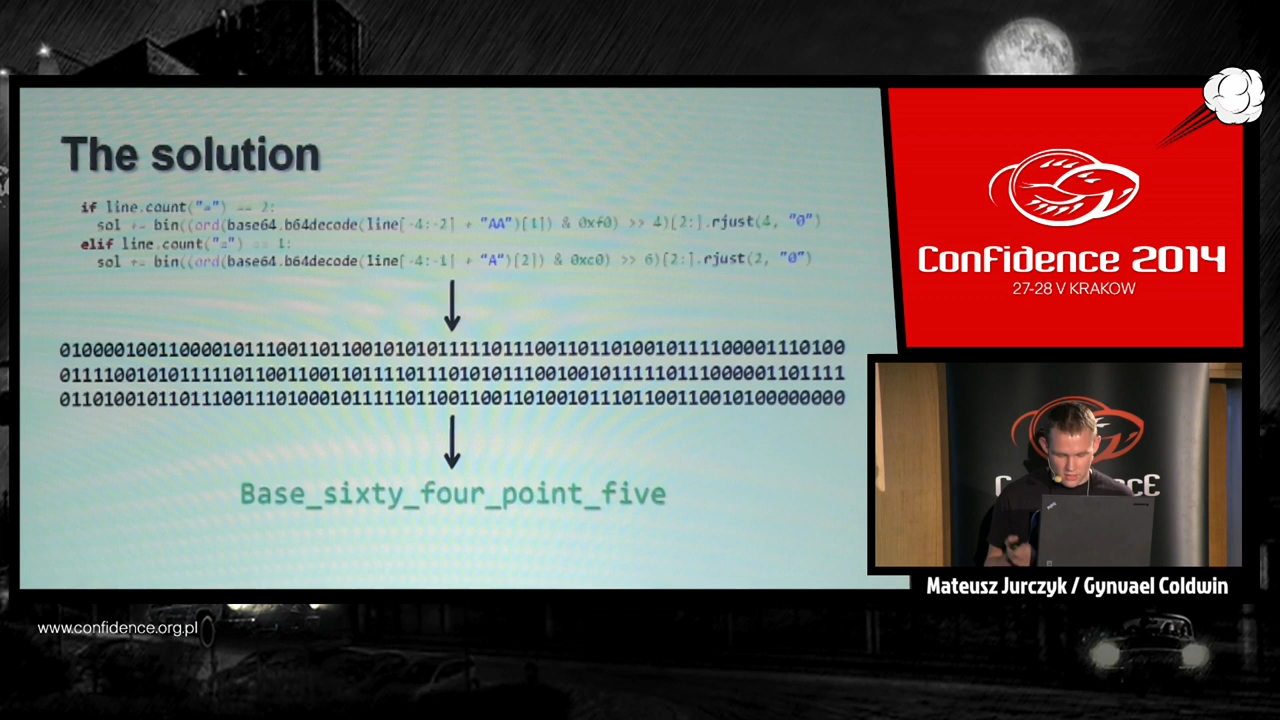 The solution
if line.count("=") == 2:
sol += bin((ord(base64.b64decode(line[-4:-2] + "AA")[1]) & 0xf0) >> 4)[2:].rjust(4, "0")
elif line.count("=") == 1:
sol += bin((ord(base64.b64decode(line[-4:-1] + "A")[2]) & 0xc0) >> 6)[2:].rjust(2, "0")
010000100110000101110011011001010101111101110011011010010111100001110100
011110010101111101100110011011110111010101110010010111110111000001101111
011010010110111001110100010111110110011001101001011101100110010100000000
Base_sixty_four_point_five
Confidence 2014
27-28 V KRAKOW
Mateusz Jurczyk / Gynvael Coldwin
www.confidence.org.pl